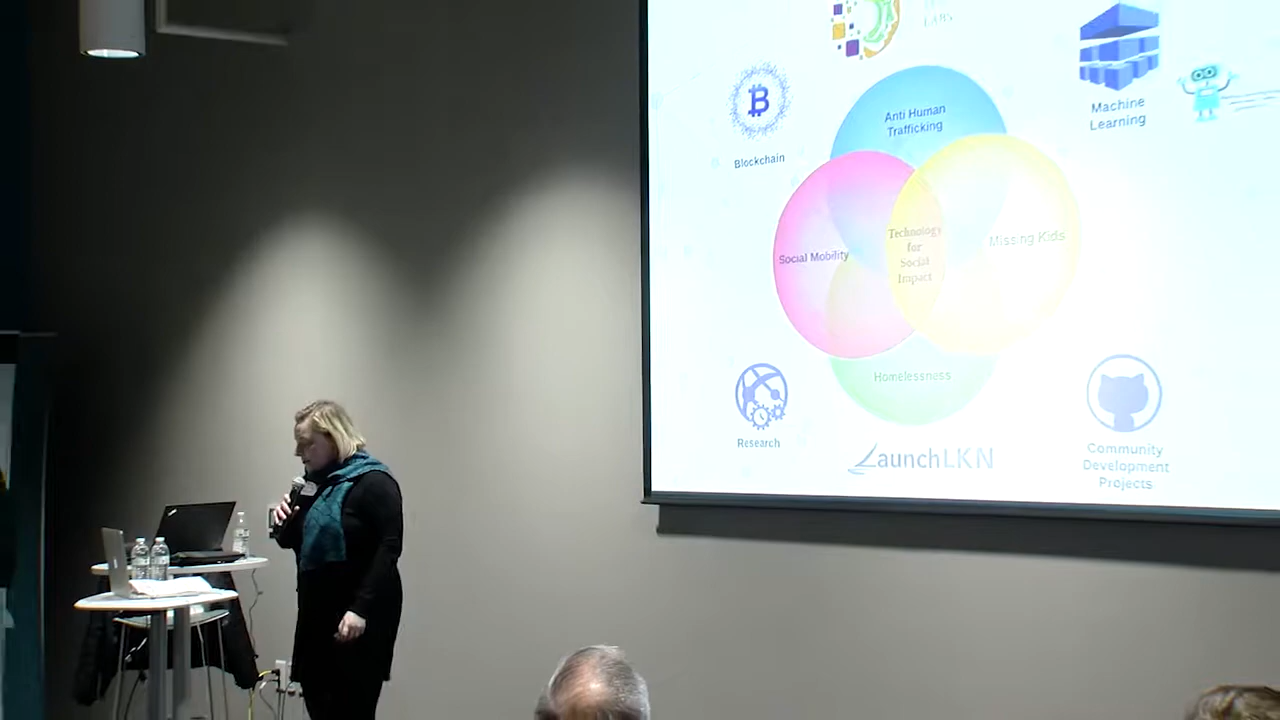 LABS
Blockchain
Anti Human
Trafficking
Machine
Learning
Social Mobility
Technology
for
Social
Impact
Missing Kids
Homelessness
Research
LaunchLKN
Community
Development
Projects